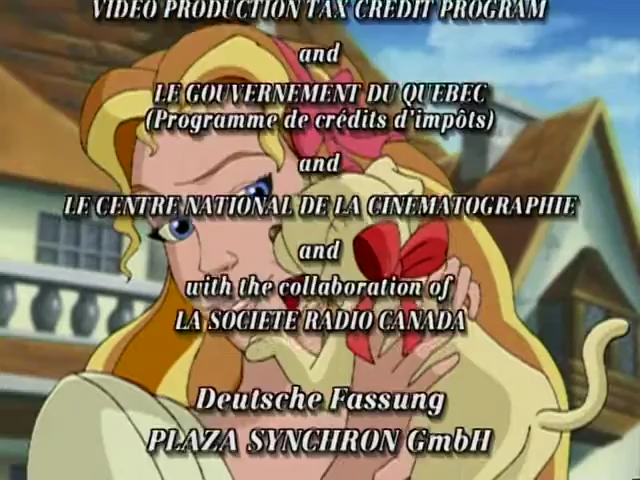 VIDEO PRODUCTION TAX CREDIT PROGRAM
and
LE GOUVERNEMENT DU QUEBEC
(Programme de crédits d'impôts)
and
LE CENTRE NATIONAL DE LA CINEMATOGRAPHIE
and
with the collaboration of
LA SOCIETE RADIO CANADA
Deutsche Fassung
PLAZA SYNCHRON GmbH